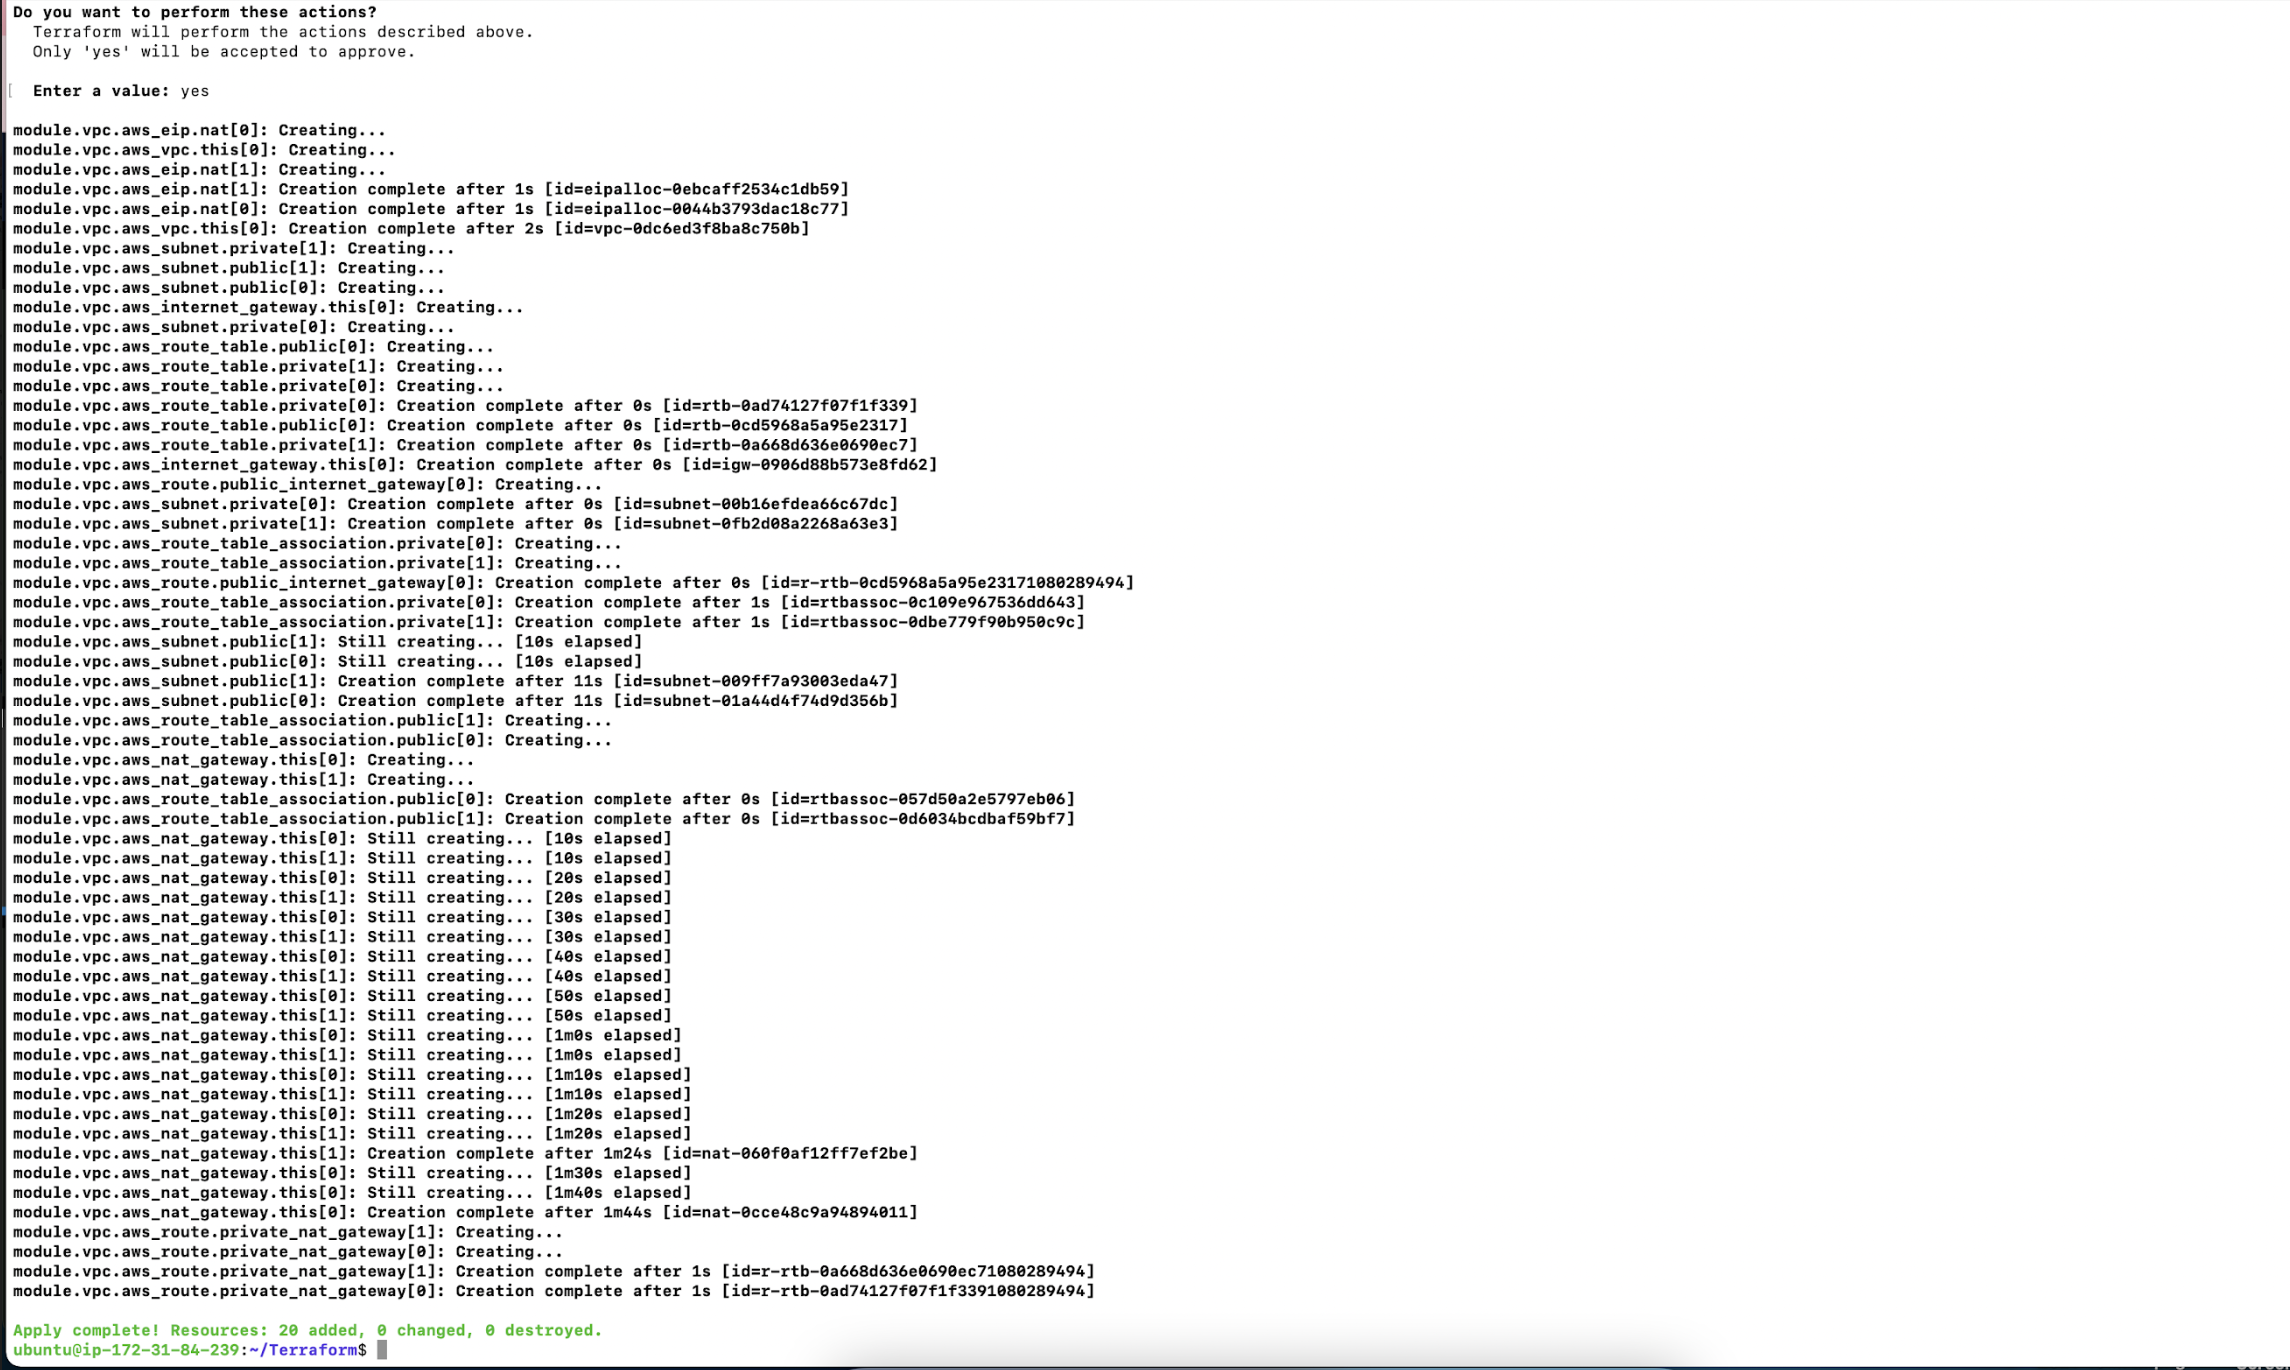 Do you want to perform these actions?
  Terraform will perform the actions described above.
  Only 'yes' will be accepted to approve.
[  Enter a value: yes
module.vpc.aws_eip.nat[0]: Creating...
module.vpc.aws_vpc.this[0]: Creating...
module.vpc.aws_eip.nat[1]: Creating...
module.vpc.aws_eip.nat[1]: Creation complete after 1s [id=eipalloc-0ebcaff2534c1db59]
module.vpc.aws_eip.nat[0]: Creation complete after 1s [id=eipalloc-0044b3793dac18c77]
module.vpc.aws_vpc.this[0]: Creation complete after 2s [id=vpc-0dc6ed3f8ba8c750b]
module.vpc.aws_subnet.private[1]: Creating...
module.vpc.aws_subnet.public[1]: Creating...
module.vpc.aws_subnet.public[0]: Creating...
module.vpc.aws_internet_gateway.this[0]: Creating...
module.vpc.aws_subnet.private[0]: Creating...
module.vpc.aws_route_table.public[0]: Creating...
module.vpc.aws_route_table.private[1]: Creating...
module.vpc.aws_route_table.private[0]: Creating...
module.vpc.aws_route_table.private[0]: Creation complete after 0s [id=rtb-0ad74127f07f1f339]
module.vpc.aws_route_table.public[0]: Creation complete after 0s [id=rtb-0cd5968a5a95e2317]
module.vpc.aws_route_table.private[1]: Creation complete after 0s [id=rtb-0a668d636e0690ec7]
module.vpc.aws_internet_gateway.this[0]: Creation complete after 0s [id=igw-0906d88b573e8fd62]
module.vpc.aws_route.public_internet_gateway[0]: Creating...
module.vpc.aws_subnet.private[0]: Creation complete after 0s [id=subnet-00b16efdea66c67dc]
module.vpc.aws_subnet.private[1]: Creation complete after 0s [id=subnet-0fb2d08a2268a63e3]
module.vpc.aws_route_table_association.private[0]: Creating...
module.vpc.aws_route_table_association.private[1]: Creating...
module.vpc.aws_route.public_internet_gateway[0]: Creation complete after 0s [id=r-rtb-0cd5968a5a95e23171080289494]
module.vpc.aws_route_table_association.private[0]: Creation complete after 1s [id=rtbassoc-0c109e967536dd643]
module.vpc.aws_route_table_association.private[1]: Creation complete after 1s [id=rtbassoc-0dbe779f90b950c9c]
module.vpc.aws_subnet.public[1]: Still creating... [10s elapsed]
module.vpc.aws_subnet.public[0]: Still creating... [10s elapsed]
module.vpc.aws_subnet.public[1]: Creation complete after 11s [id=subnet-009ff7a93003eda47]
module.vpc.aws_subnet.public[0]: Creation complete after 11s [id=subnet-01a44d4f74d9d356b]
module.vpc.aws_route_table_association.public[1]: Creating...
module.vpc.aws_route_table_association.public[0]: Creating...
module.vpc.aws_nat_gateway.this[0]: Creating...
module.vpc.aws_nat_gateway.this[1]: Creating...
module.vpc.aws_route_table_association.public[0]: Creation complete after 0s [id=rtbassoc-057d50a2e5797eb06]
module.vpc.aws_route_table_association.public[1]: Creation complete after 0s [id=rtbassoc-0d6034bcdbaf59bf7]
module.vpc.aws_nat_gateway.this[0]: Still creating... [10s elapsed]
module.vpc.aws_nat_gateway.this[1]: Still creating... [10s elapsed]
module.vpc.aws_nat_gateway.this[0]: Still creating... [20s elapsed]
module.vpc.aws_nat_gateway.this[1]: Still creating... [20s elapsed]
module.vpc.aws_nat_gateway.this[0]: Still creating... [30s elapsed]
module.vpc.aws_nat_gateway.this[1]: Still creating... [30s elapsed]
module.vpc.aws_nat_gateway.this[0]: Still creating... [40s elapsed]
module.vpc.aws_nat_gateway.this[1]: Still creating... [40s elapsed]
module.vpc.aws_nat_gateway.this[0]: Still creating... [50s elapsed]
module.vpc.aws_nat_gateway.this[1]: Still creating... [50s elapsed]
module.vpc.aws_nat_gateway.this[0]: Still creating... [1m0s elapsed]
module.vpc.aws_nat_gateway.this[1]: Still creating... [1m0s elapsed]
module.vpc.aws_nat_gateway.this[0]: Still creating... [1m10s elapsed]
module.vpc.aws_nat_gateway.this[1]: Still creating... [1m10s elapsed]
module.vpc.aws_nat_gateway.this[0]: Still creating... [1m20s elapsed]
module.vpc.aws_nat_gateway.this[1]: Still creating... [1m20s elapsed]
module.vpc.aws_nat_gateway.this[1]: Creation complete after 1m24s [id=nat-060f0af12ff7ef2be]
module.vpc.aws_nat_gateway.this[0]: Still creating... [1m30s elapsed]
module.vpc.aws_nat_gateway.this[0]: Still creating... [1m40s elapsed]
module.vpc.aws_nat_gateway.this[0]: Creation complete after 1m44s [id=nat-0cce48c9a94894011]
module.vpc.aws_route.private_nat_gateway[1]: Creating...
module.vpc.aws_route.private_nat_gateway[0]: Creating...
module.vpc.aws_route.private_nat_gateway[1]: Creation complete after 1s [id=r-rtb-0a668d636e0690ec71080289494]
module.vpc.aws_route.private_nat_gateway[0]: Creation complete after 1s [id=r-rtb-0ad74127f07f1f3391080289494]
Apply complete! Resources: 20 added, 0 changed, 0 destroyed.
ubuntu@ip-172-31-84-239:~/Terraform$